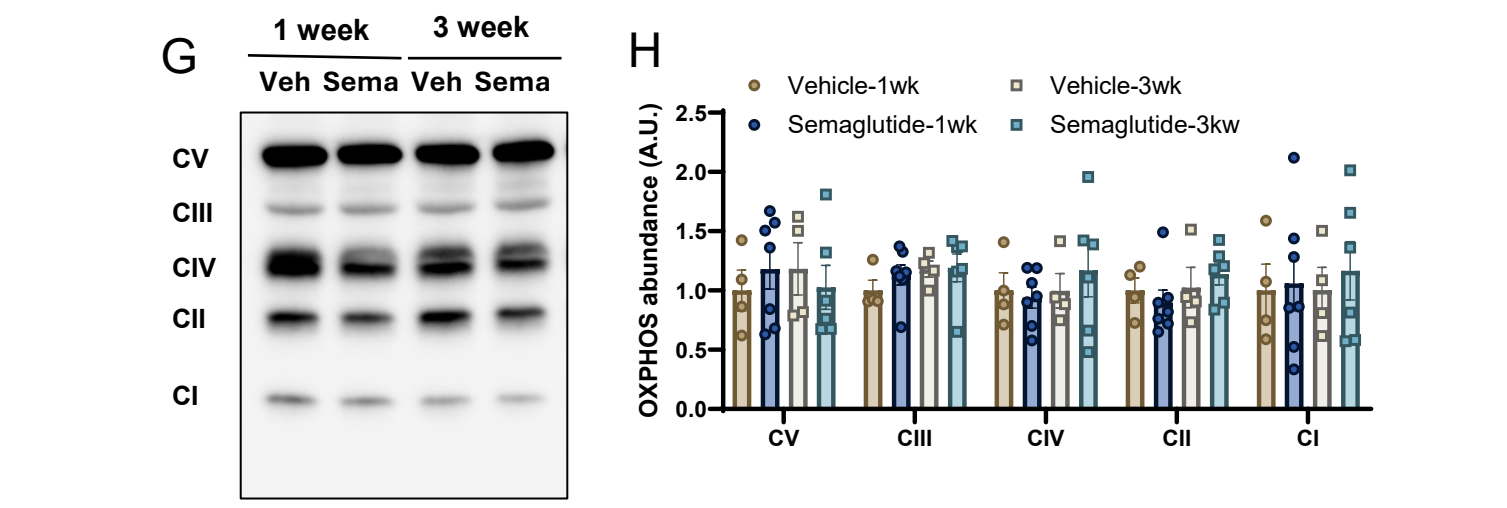 G
1 week 3 week
Veh Sema Veh Sema
CV
CIII
CIV
CII
CI
H
Vehicle-1wk Vehicle-3wk
Semaglutide-1wk Semaglutide-3kw
OXPHOS abundance (A.U.)
2.5
2.0
1.5
1.0
0.5
0.0
CV CIII CIV CII CI